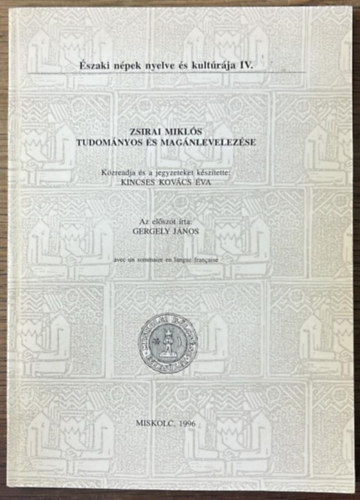 Északi népek nyelve és kultúrája IV.
ZSIRAI MIKLÓS
TUDOMÁNYOS ÉS MAGÁNLEVELEZÉSE
Közreadja és a jegyzeteket készítette:
KINCSES KOVÁCS ÉVA
Az előszót írta:
GERGELY JÁNOS
avec un sommaire en langue française
MISKOLC, 1996